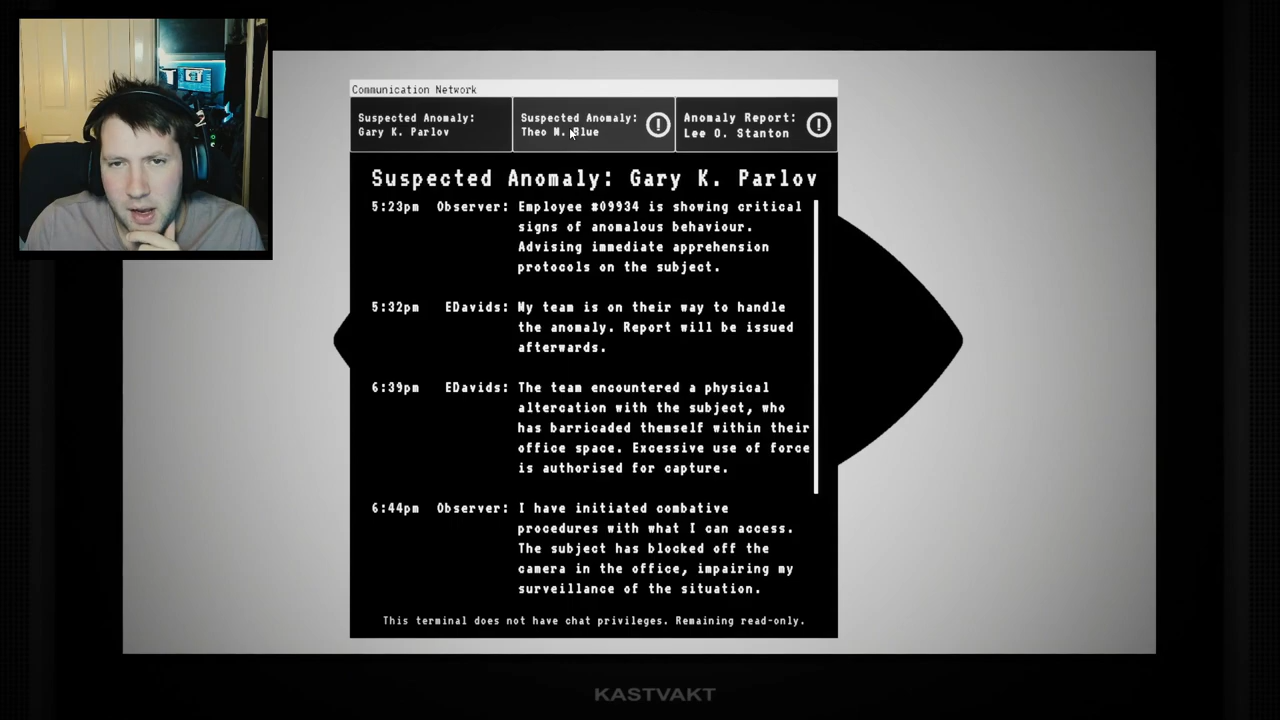 Communication Network
Suspected Anomaly:
Gary K. Parlov
Suspected Anomaly:
Theo M. Blue
Anomaly Report:
Lee O. Stanton
Suspected Anomaly: Gary K. Parlov
5:23pm Observer: Employee #09934 is showing critical
signs of anomalous behaviour.
Advising immediate apprehension
protocols on the subject.
5:32pm EDavids: My team is on their way to handle
the anomaly. Report will be issued
afterwards.
6:39pm EDavids: The team encountered a physical
altercation with the subject, who
has barricaded themself within their
office space. Excessive use of force
is authorised for capture.
6:44pm Observer: I have initiated combative
procedures with what I can access.
The subject has blocked off the
camera in the office, impairing my
surveillance of the situation.
This terminal does not have chat privileges. Remaining read-only.
KASTVAKT